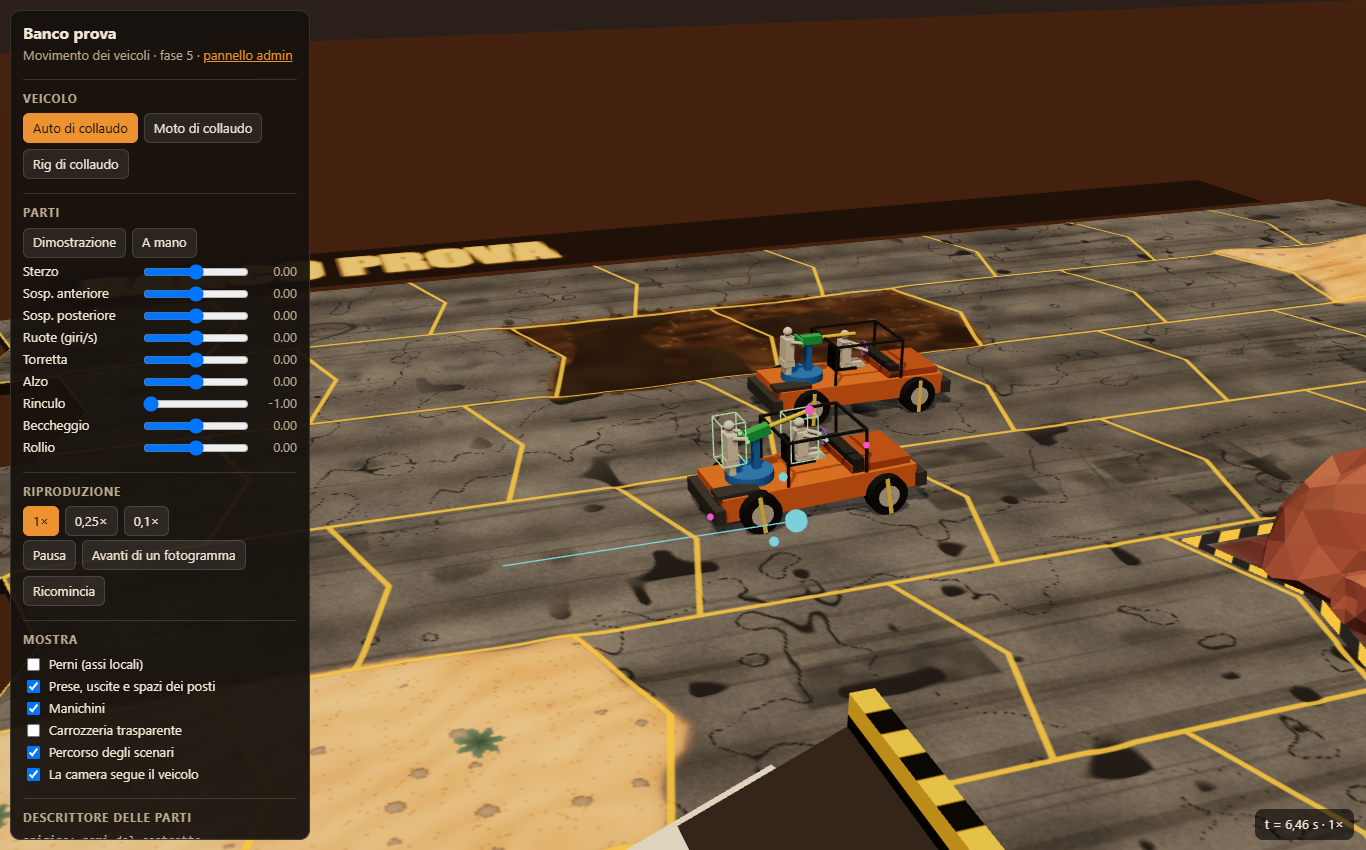 Banco prova
Movimento dei veicoli · fase 5 · pannello admin
VEICOLO
Auto di collaudo
Moto di collaudo
Rig di collaudo
PARTI
Dimostrazione
A mano
Sterzo 0.00
Sosp. anteriore 0.00
Sosp. posteriore 0.00
Ruote (giri/s) 0.00
Torretta 0.00
Alzo 0.00
Rinculo -1.00
Beccheggio 0.00
Rollio 0.00
RIPRODUZIONE
1×
0,25×
0,1×
Pausa
Avanti di un fotogramma
Ricomincia
MOSTRA
Perni (assi locali)
Prese, uscite e spazi dei posti
Manichini
Carrozzeria trasparente
Percorso degli scenari
La camera segue il veicolo
DESCRITTORE DELLE PARTI
PROVA
t = 6,46 s · 1×